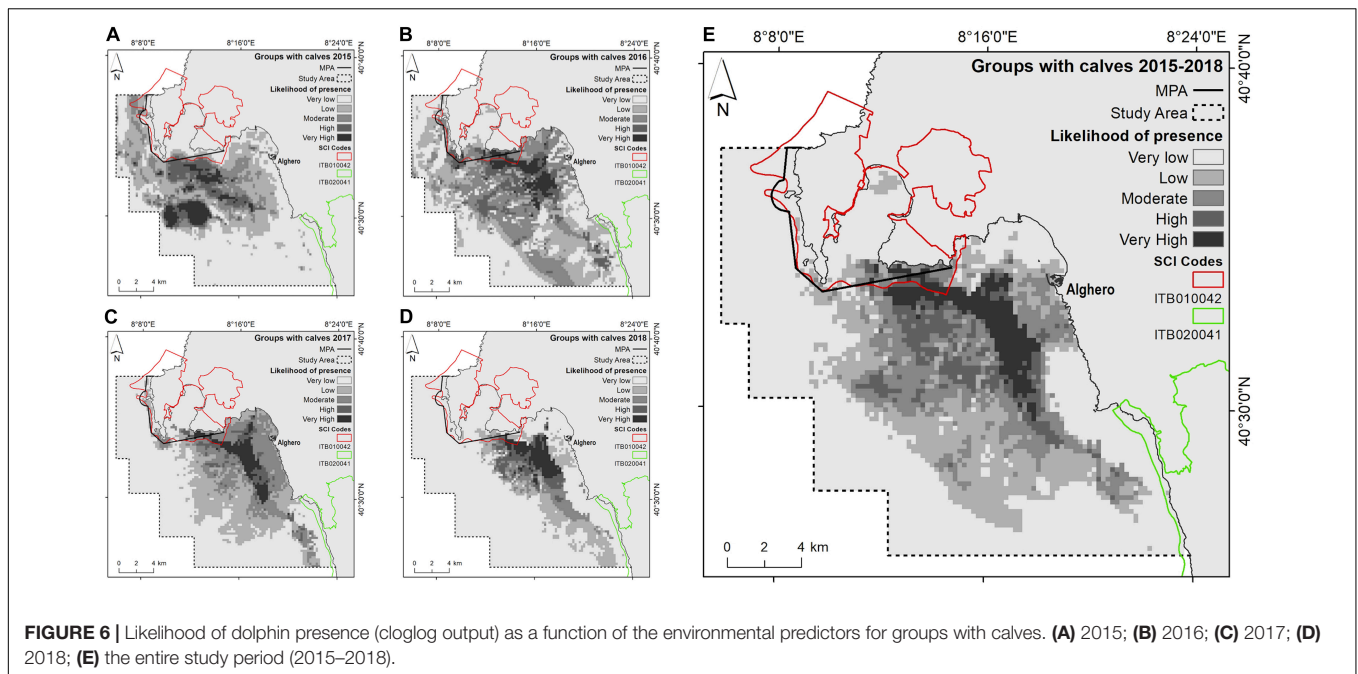 A
8°8'0"E
8°16'0"E
8°24'0"E
40°40'0"N
40°30'0"N
N
Groups with calves 2015
MPA
Study Area
Likelihood of presence
Very low
Low
Moderate
High
Very High
SCI Codes
ITB010042
ITB020041
Alghero
0 2 4 km
B
8°8'0"E
8°16'0"E
8°24'0"E
40°40'0"N
40°30'0"N
N
Groups with calves 2016
MPA
Study Area
Likelihood of presence
Very low
Low
Moderate
High
Very High
SCI Codes
ITB010042
ITB020041
Alghero
0 2 4 km
C
N
Groups with calves 2017
MPA
Study Area
Likelihood of presence
Very low
Low
Moderate
High
Very High
SCI Codes
ITB010042
ITB020041
Alghero
0 2 4 km
40°40'0"N
40°30'0"N
8°8'0"E
8°16'0"E
8°24'0"E
D
N
Groups with calves 2018
MPA
Study Area
Likelihood of presence
Very low
Low
Moderate
High
Very High
SCI Codes
ITB010042
ITB020041
Alghero
0 2 4 km
40°40'0"N
40°30'0"N
8°8'0"E
8°16'0"E
8°24'0"E
E
8°8'0"E
8°16'0"E
8°24'0"E
40°40'0"N
40°30'0"N
N
Groups with calves 2015-2018
MPA
Study Area
Likelihood of presence
Very low
Low
Moderate
High
Very High
SCI Codes
ITB010042
ITB020041
Alghero
0 2 4 km
8°8'0"E
8°16'0"E
8°24'0"E
FIGURE 6 | Likelihood of dolphin presence (cloglog output) as a function of the environmental predictors for groups with calves. (A) 2015; (B) 2016; (C) 2017; (D)
2018; (E) the entire study period (2015–2018).